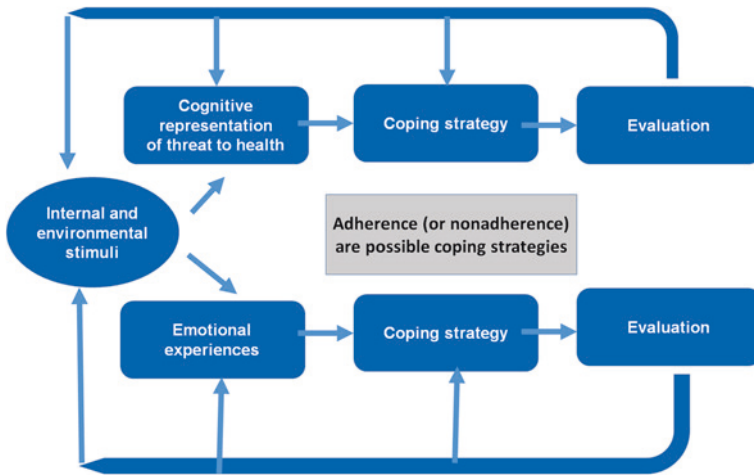 Cognitive
representation
of threat to health
Coping strategy
Evaluation
Internal and
environmental
stimuli
Adherence (or nonadherence)
are possible coping strategies
Emotional
experiences
Coping strategy
Evaluation